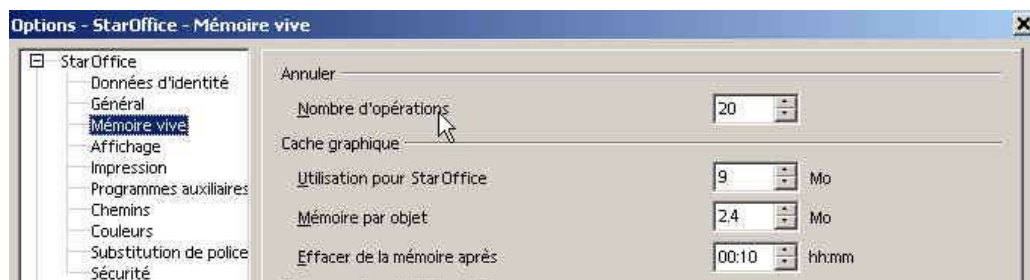 Options - StarOffice - Mémoire vive
StarOffice
Données d'identité
Général
Mémoire vive
Affichage
Impression
Programmes auxiliaires
Chemins
Couleurs
Substitution de police
Sécurité
Annuler
Nombre d'opérations 20
Cache graphique
Utilisation pour StarOffice 9 Mo
Mémoire par objet 2.4 Mo
Effacer de la mémoire après 00:10 hh:mm